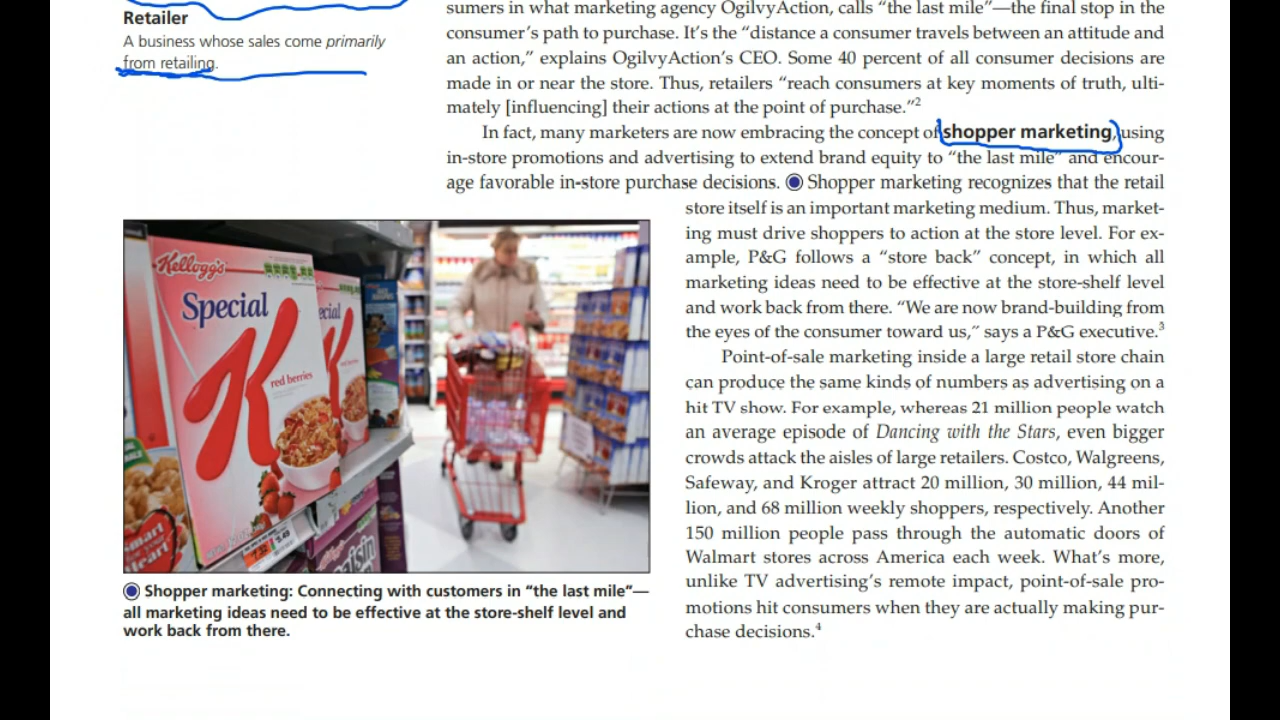 Retailer
A business whose sales come primarily
from retailing.
sumers in what marketing agency OgilvyAction, calls “the last mile”—the final stop in the
consumer’s path to purchase. It’s the “distance a consumer travels between an attitude and
an action,” explains OgilvyAction’s CEO. Some 40 percent of all consumer decisions are
made in or near the store. Thus, retailers “reach consumers at key moments of truth, ulti-
mately [influencing] their actions at the point of purchase.”2
In fact, many marketers are now embracing the concept of shopper marketing, using
in-store promotions and advertising to extend brand equity to “the last mile” and encour-
age favorable in-store purchase decisions. Shopper marketing recognizes that the retail
store itself is an important marketing medium. Thus, market-
ing must drive shoppers to action at the store level. For ex-
ample, P&G follows a “store back” concept, in which all
marketing ideas need to be effective at the store-shelf level
and work back from there. “We are now brand-building from
the eyes of the consumer toward us,” says a P&G executive.3
Point-of-sale marketing inside a large retail store chain
can produce the same kinds of numbers as advertising on a
hit TV show. For example, whereas 21 million people watch
an average episode of Dancing with the Stars, even bigger
crowds attack the aisles of large retailers. Costco, Walgreens,
Safeway, and Kroger attract 20 million, 30 million, 44 mil-
lion, and 68 million weekly shoppers, respectively. Another
150 million people pass through the automatic doors of
Walmart stores across America each week. What’s more,
unlike TV advertising’s remote impact, point-of-sale pro-
motions hit consumers when they are actually making pur-
chase decisions.4
Kellogg's
Special
K
red berries
ecial
K
Shopper marketing: Connecting with customers in “the last mile”—
all marketing ideas need to be effective at the store-shelf level and
work back from there.